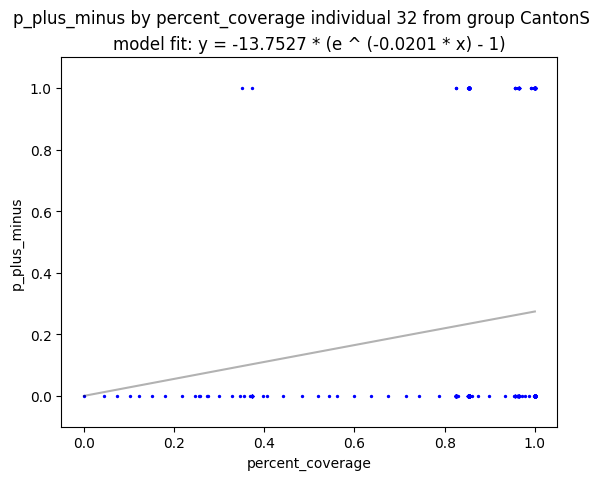 p_plus_minus by percent_coverage individual 32 from group CantonS
model fit: y = -13.7527 * (e ^ (-0.0201 * x) - 1)
1.0
0.8
0.6
0.4
0.2
0.0
p_plus_minus
0.0 0.2 0.4 0.6 0.8 1.0
percent_coverage